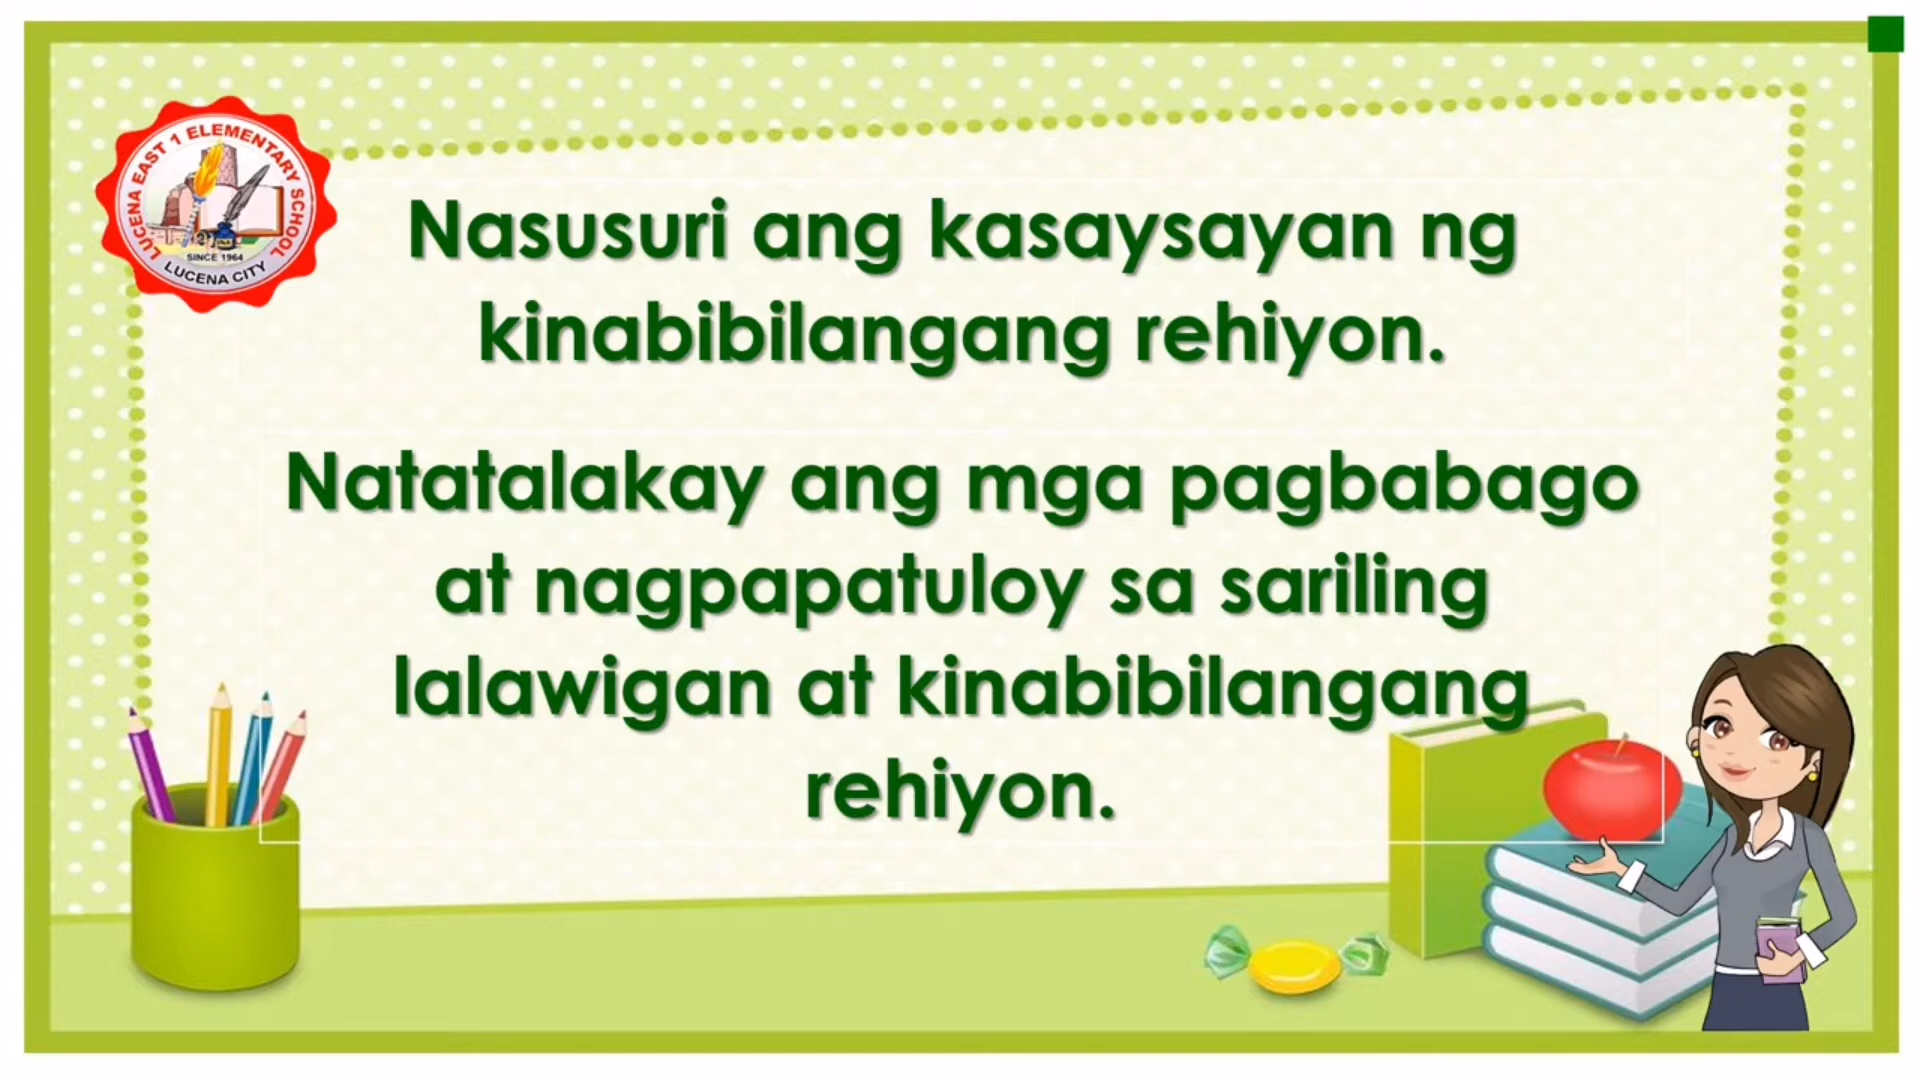 LUCENA EAST 1 ELEMENTARY SCHOOL
SINCE 1964
LUCENA CITY
Nasusuri ang kasaysayan ng
kinabibilangang rehiyon.
Natatalakay ang mga pagbabago
at nagpapatuloy sa sariling
lalawigan at kinabibilangang
rehiyon.